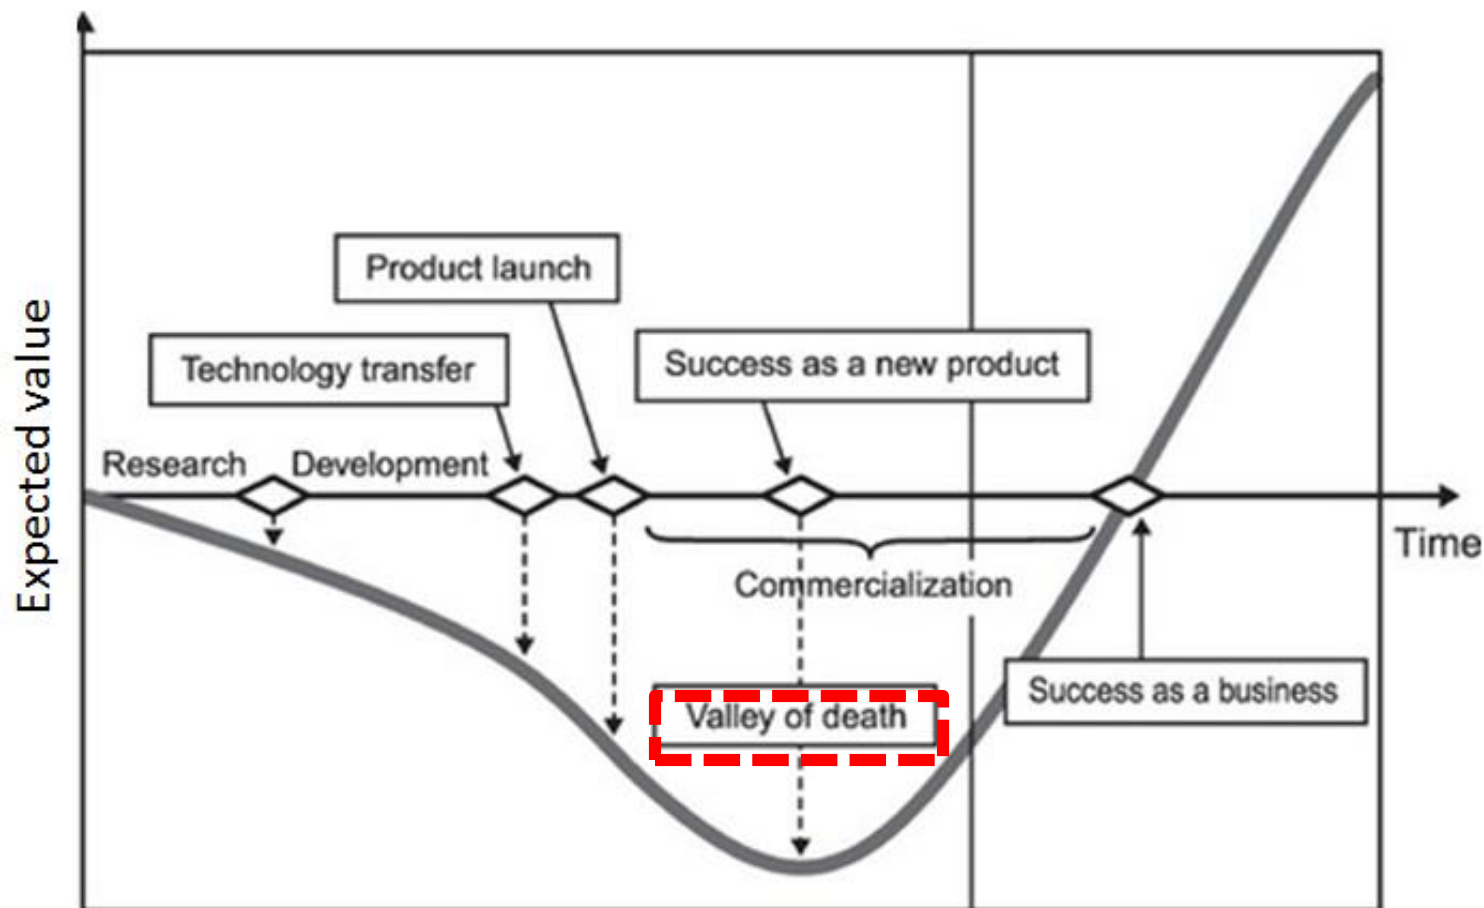 Product launch
Technology transfer
Success as a new product
Expected value
Research
Development
Time
Commercialization
Valley of death
Success as a business